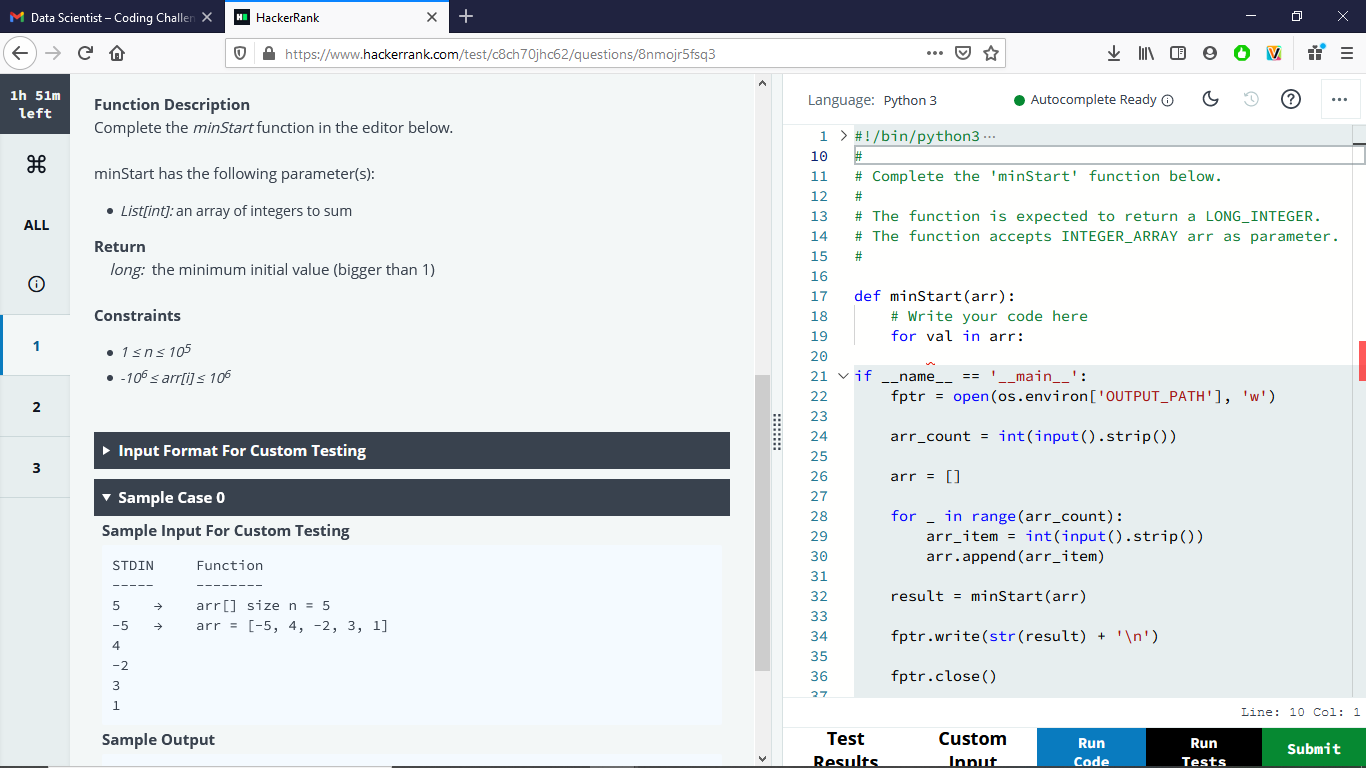 Data Scientist – Coding Challen
HackerRank
https://www.hackerrank.com/test/c8ch70jhc62/questions/8nmojr5fsq3
1h 51m
left
ALL
1
2
3
Function Description
Complete the minStart function in the editor below.
minStart has the following parameter(s):
• List[int]: an array of integers to sum
Return
long: the minimum initial value (bigger than 1)
Constraints
• 1 ≤ n ≤ 10⁵
• -10⁶ ≤ arr[i] ≤ 10⁶
Input Format For Custom Testing
Sample Case 0
Sample Input For Custom Testing
STDIN Function
----- --------
5 → arr[] size n = 5
-5 → arr = [-5, 4, -2, 3, 1]
4
-2
3
1
Sample Output
Language: Python 3
Autocomplete Ready
1 #!/bin/python3 ···
10 #
11 # Complete the 'minStart' function below.
12 #
13 # The function is expected to return a LONG_INTEGER.
14 # The function accepts INTEGER_ARRAY arr as parameter.
15 #
16
17 def minStart(arr):
18     # Write your code here
19     for val in arr:
20
21 if __name__ == '__main__':
22     fptr = open(os.environ['OUTPUT_PATH'], 'w')
23
24     arr_count = int(input().strip())
25
26     arr = []
27
28     for _ in range(arr_count):
29         arr_item = int(input().strip())
30         arr.append(arr_item)
31
32     result = minStart(arr)
33
34     fptr.write(str(result) + '\n')
35
36     fptr.close()
37
Line: 10 Col: 1
Test
Results
Custom
Input
Run
Code
Run
Tests
Submit